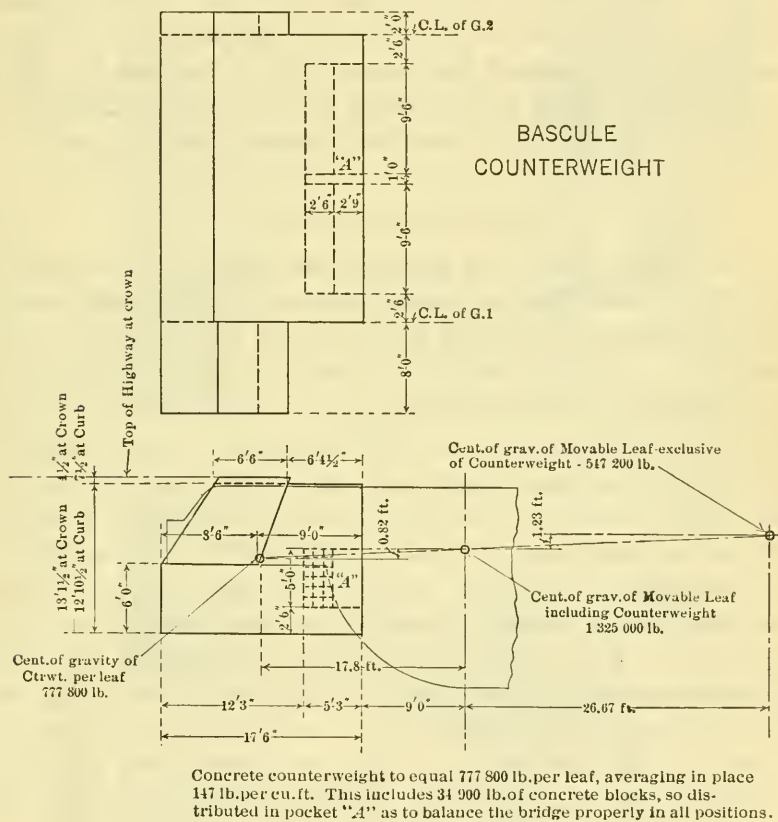 2'0"
C.L. of G.2
2'6"
9'6"
BASCULE
COUNTERWEIGHT
"A"
1'0"
2'6" 2'9"
9'6"
2'6"
C.L. of G.1
8'0"
Top of Highway at crown
4½" at Crown
7½" at Curb
6'6" 6'4½"
Cent. of grav. of Movable Leaf-exclusive
of Counterweight - 547 200 lb.
13'1½" at Crown
12'10½" at Curb
8'6" 9'0"
0.82 ft.
1.23 ft.
6'0"
5'0"
"A"
2'6"
Cent. of grav. of Movable Leaf
including Counterweight
1 325 000 lb.
Cent. of gravity of
Ctrwt. per leaf
777 800 lb.
17.8 ft.
12'3" 5'3" 9'0" 26.67 ft.
17'6"
Concrete counterweight to equal 777 800 lb. per leaf, averaging in place
147 lb. per cu. ft. This includes 34 900 lb. of concrete blocks, so dis-
tributed in pocket "A" as to balance the bridge properly in all positions.